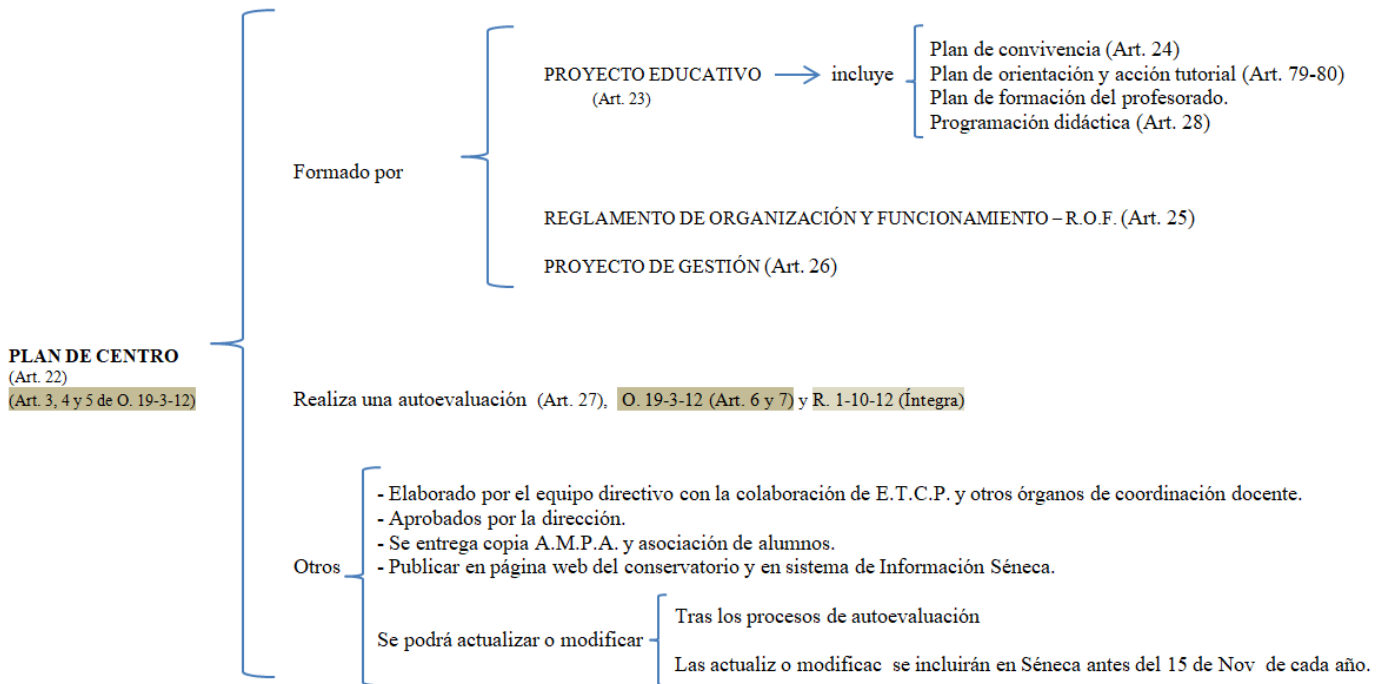 PLAN DE CENTRO
(Art. 22)
(Art. 3, 4 y 5 de O. 19-3-12)
Formado por
PROYECTO EDUCATIVO
(Art. 23)
incluye
Plan de convivencia (Art. 24)
Plan de orientación y acción tutorial (Art. 79-80)
Plan de formación del profesorado.
Programación didáctica (Art. 28)
REGLAMENTO DE ORGANIZACIÓN Y FUNCIONAMIENTO – R.O.F. (Art. 25)
PROYECTO DE GESTIÓN (Art. 26)
Realiza una autoevaluación (Art. 27), O. 19-3-12 (Art. 6 y 7) y R. 1-10-12 (Íntegra)
Otros
- Elaborado por el equipo directivo con la colaboración de E.T.C.P. y otros órganos de coordinación docente.
- Aprobados por la dirección.
- Se entrega copia A.M.P.A. y asociación de alumnos.
- Publicar en página web del conservatorio y en sistema de Información Séneca.
Se podrá actualizar o modificar
Tras los procesos de autoevaluación
Las actualiz o modificac se incluirán en Séneca antes del 15 de Nov de cada año.